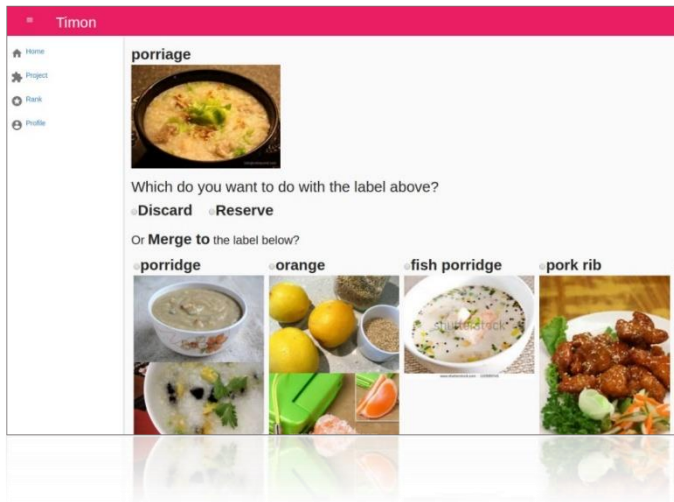 Timon
Home
Project
Rank
Profile
porriage
Which do you want to do with the label above?
Discard Reserve
Or Merge to the label below?
porridge orange fish porridge pork rib
shutterstock